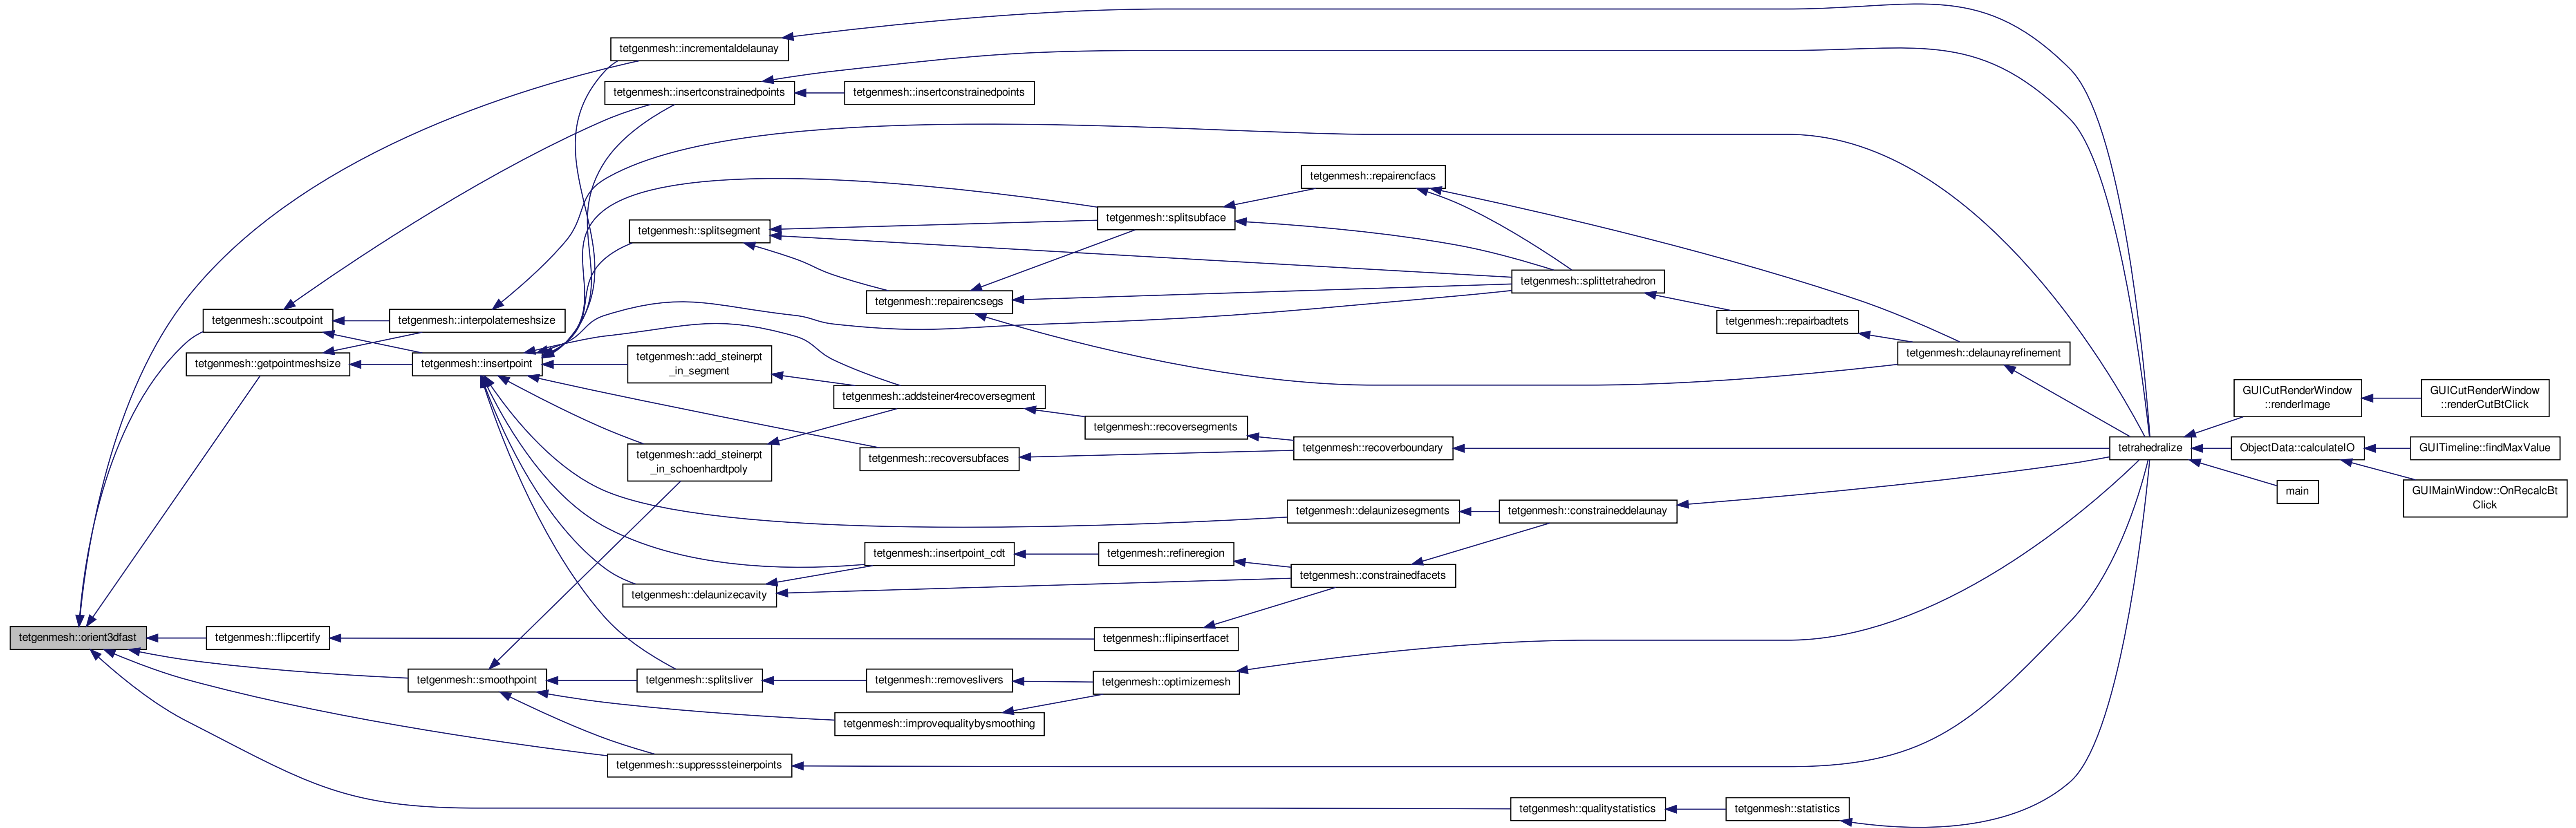 tetgenmesh::incrementaldelaunay
tetgenmesh::insertconstrainedpoints
tetgenmesh::insertconstrainedpoints
tetgenmesh::repairencfacs
tetgenmesh::splitsubface
tetgenmesh::splitsegment
tetgenmesh::splittetrahedron
tetgenmesh::repairencsegs
tetgenmesh::scoutpoint
tetgenmesh::interpolatemeshsize
tetgenmesh::repairbadtets
tetgenmesh::getpointmeshsize
tetgenmesh::insertpoint
tetgenmesh::add_steinerpt
_in_segment
tetgenmesh::delaunayrefinement
tetgenmesh::addsteiner4recoversegment
GUICutRenderWindow
::renderImage
GUICutRenderWindow
::renderCutBtClick
tetgenmesh::recoversegments
tetgenmesh::add_steinerpt
_in_schoenhardtpoly
tetgenmesh::recoversubfaces
tetgenmesh::recoverboundary
tetrahedralize
ObjectData::calculateIO
GUITimeline::findMaxValue
main
GUIMainWindow::OnRecalcBt
Click
tetgenmesh::delaunizesegments
tetgenmesh::constraineddelaunay
tetgenmesh::insertpoint_cdt
tetgenmesh::refineregion
tetgenmesh::constrainedfacets
tetgenmesh::delaunizecavity
tetgenmesh::orient3dfast
tetgenmesh::flipcertify
tetgenmesh::flipinsertfacet
tetgenmesh::smoothpoint
tetgenmesh::splitsliver
tetgenmesh::removeslivers
tetgenmesh::optimizemesh
tetgenmesh::improvequalitybysmoothing
tetgenmesh::suppresssteinerpoints
tetgenmesh::qualitystatistics
tetgenmesh::statistics